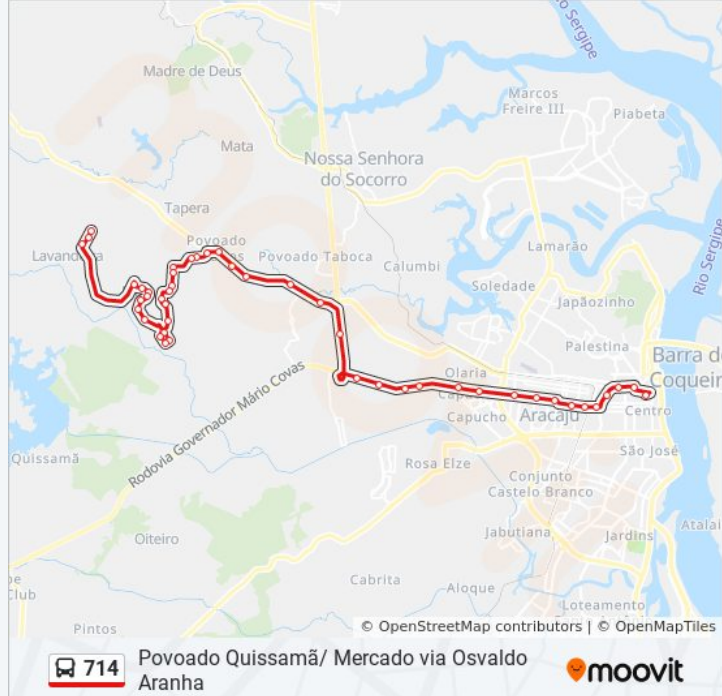 Rio Sergipe
Madre de Deus
Marcos
Freire III
Piabeta
Mata
Nossa Senhora
do Socorro
Tapera
Povoado
Lavand
Povoado Taboca
Calumbi
Lamarão
Rio Sergipe
Soledade
Japãozinho
Palestina
Barra do
Coqueir
Olaria
Capucho
Aracaju
Centro
São José
Rodovia Governador Mário Covas
Quissamã
Rosa Elze
Conjunto
Castelo Branco
Atalai
Jabutiana
Jardins
Oiteiro
Cabrita
Aloque
Loteamento
Club
Pintos
© OpenStreetMap contributors | © OpenMapTiles
714
Povoado Quissamã/ Mercado via Osvaldo
Aranha
moovit